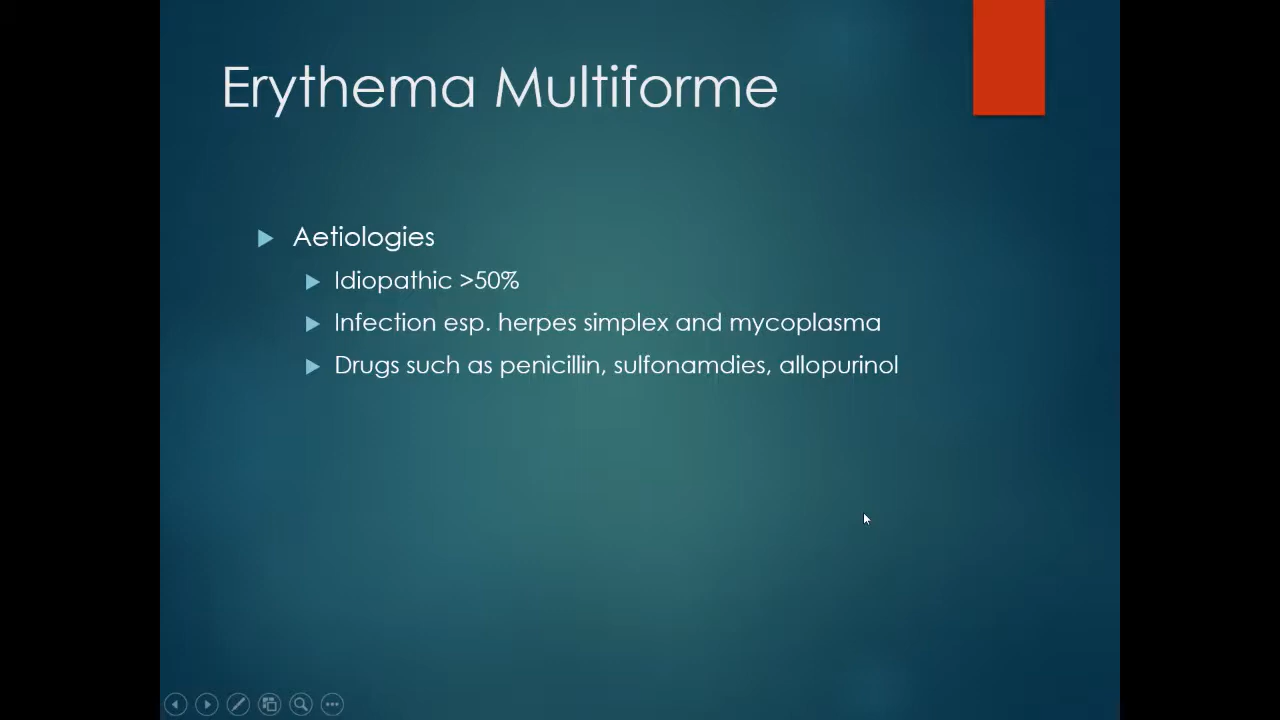 Erythema Multiforme
Aetiologies
Idiopathic >50%
Infection esp. herpes simplex and mycoplasma
Drugs such as penicillin, sulfonamdies, allopurinol